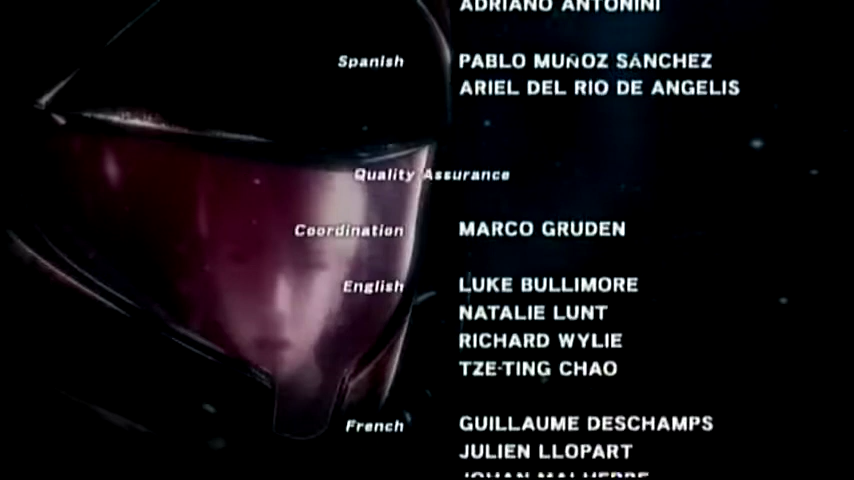 ADRIANO ANTONINI
Spanish PABLO MUÑOZ SÁNCHEZ
ARIEL DEL RIO DE ANGELIS
Quality Assurance
Coordination MARCO GRUDEN
English LUKE BULLIMORE
NATALIE LUNT
RICHARD WYLIE
TZE-TING CHAO
French GUILLAUME DESCHAMPS
JULIEN LLOPART